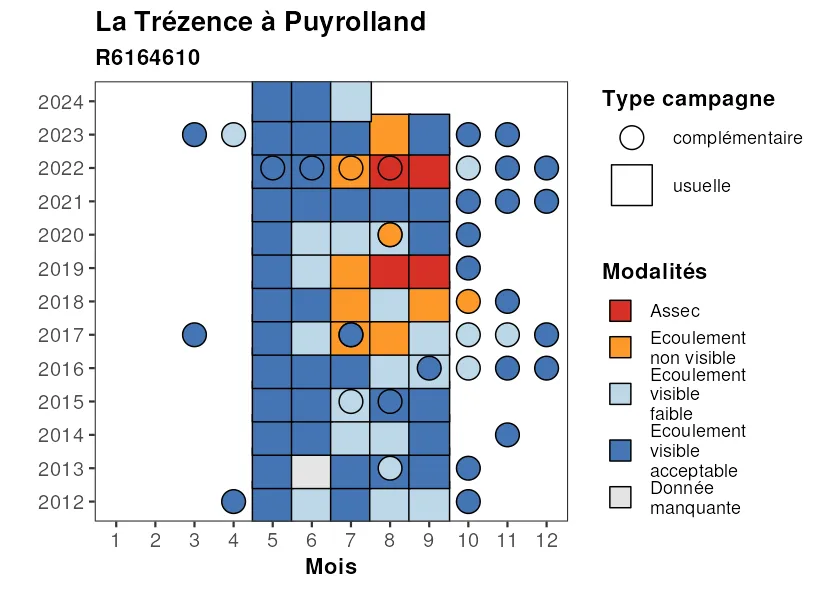 La Trézence à Puyrolland
R6164610
2024
2023
2022
2021
2020
2019
2018
2017
2016
2015
2014
2013
2012
1 2 3 4 5 6 7 8 9 10 11 12
Mois
Type campagne
complémentaire
usuelle
Modalités
Assec
Ecoulement
non visible
Ecoulement
visible
faible
Ecoulement
visible
acceptable
Donnée
manquante